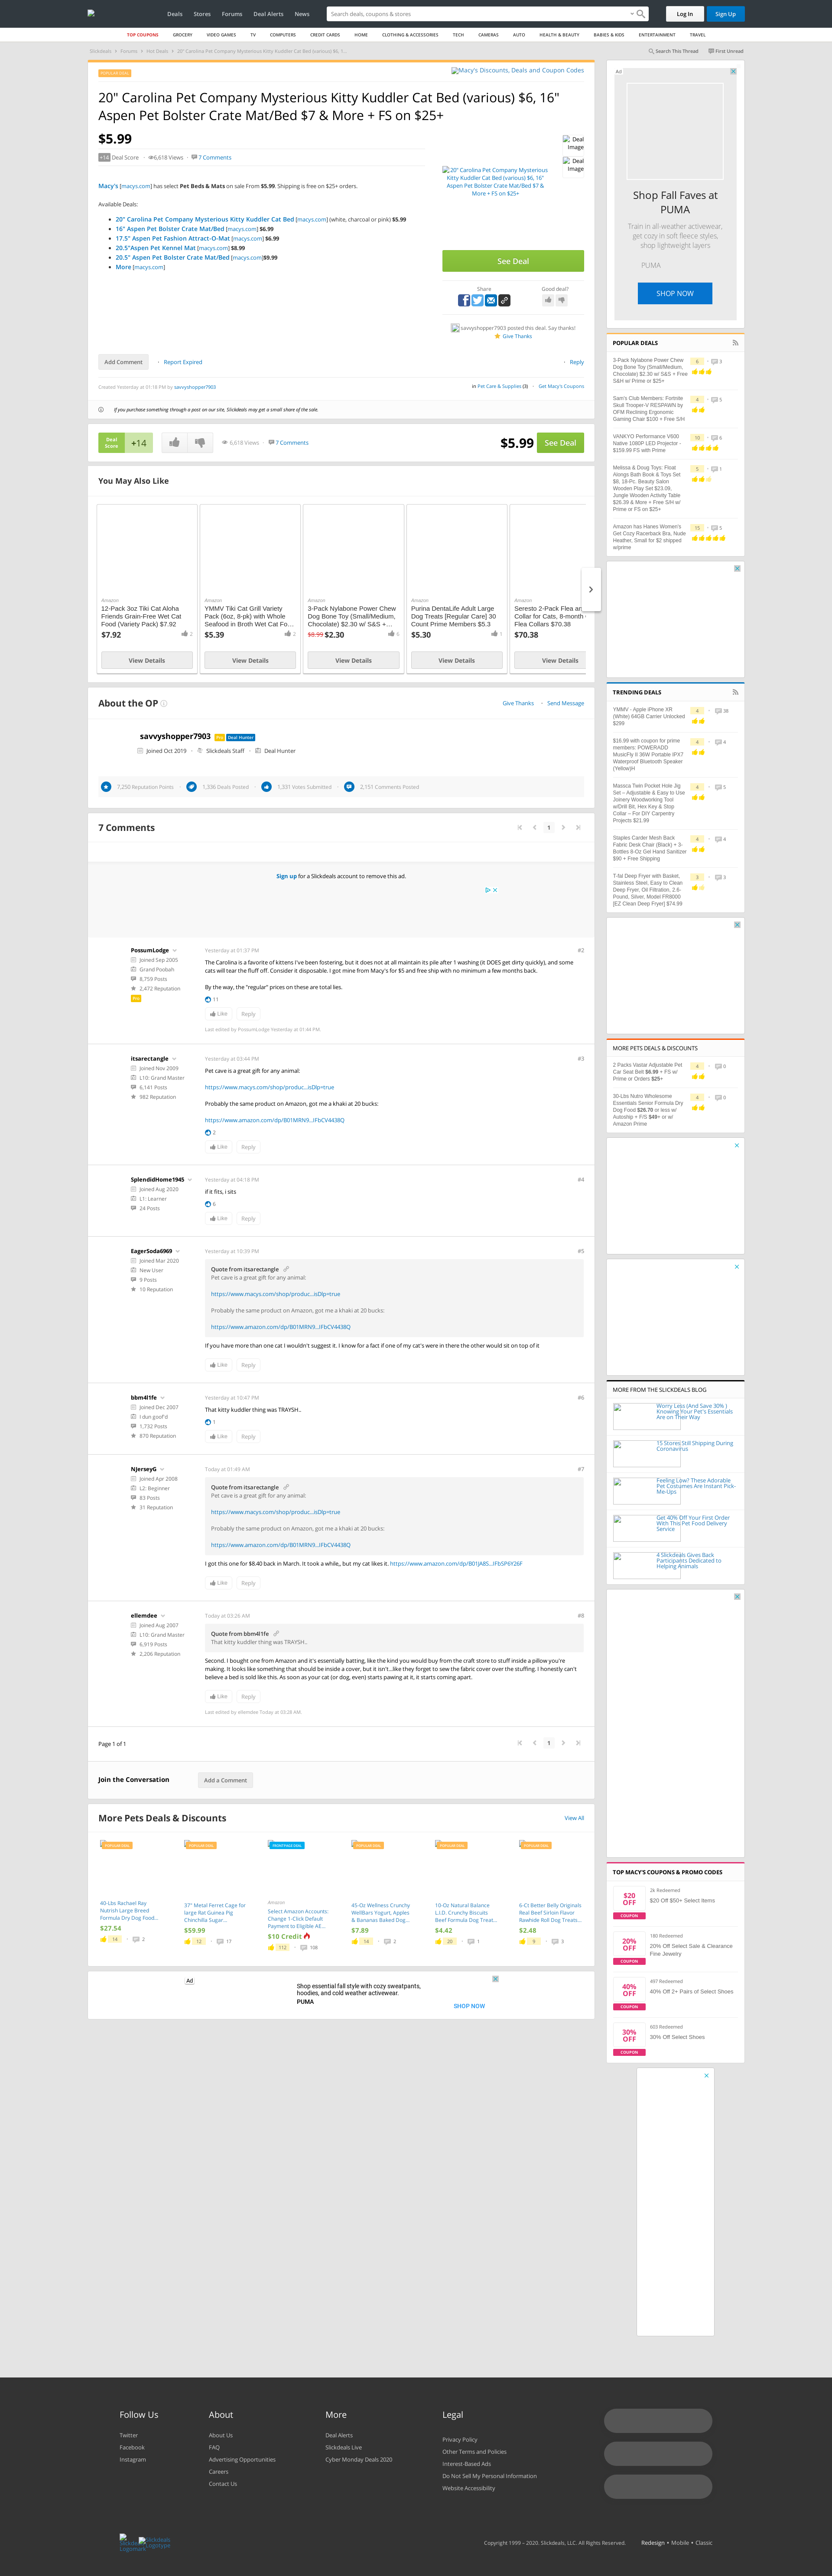 Deals
Stores
Forums
Deal Alerts
News
Search deals, coupons & stores
Log In
Sign Up
TOP COUPONS
GROCERY
VIDEO GAMES
TV
COMPUTERS
CREDIT CARDS
HOME
CLOTHING & ACCESSORIES
TECH
CAMERAS
AUTO
HEALTH & BEAUTY
BABIES & KIDS
ENTERTAINMENT
TRAVEL
Slickdeals
Forums
Hot Deals
20" Carolina Pet Company Mysterious Kitty Kuddler Cat Bed (various) $6, 1...
Search This Thread
First Unread
POPULAR DEAL
Macy's Discounts, Deals and Coupon Codes
20" Carolina Pet Company Mysterious Kitty Kuddler Cat Bed (various) $6, 16"
Aspen Pet Bolster Crate Mat/Bed $7 & More + FS on $25+
$5.99
+14 Deal Score
6,618 Views
7 Comments
Macy's [macys.com] has select Pet Beds & Mats on sale From $5.99. Shipping is free on $25+ orders.
Available Deals:
20" Carolina Pet Company Mysterious Kitty Kuddler Cat Bed [macys.com] (white, charcoal or pink) $5.99
16" Aspen Pet Bolster Crate Mat/Bed [macys.com] $6.99
17.5" Aspen Pet Fashion Attract-O-Mat [macys.com] $6.99
20.5"Aspen Pet Kennel Mat [macys.com] $8.99
20.5" Aspen Pet Bolster Crate Mat/Bed [macys.com]$9.99
More [macys.com]
20" Carolina Pet Company Mysterious
Kitty Kuddler Cat Bed (various) $6, 16"
Aspen Pet Bolster Crate Mat/Bed $7 &
More + FS on $25+
Deal
Image
Deal
Image
See Deal
Share
Good deal?
savvyshopper7903 posted this deal. Say thanks!
Give Thanks
Add Comment
Report Expired
Reply
Created Yesterday at 01:18 PM by savvyshopper7903
in Pet Care & Supplies (3)
Get Macy's Coupons
If you purchase something through a post on our site, Slickdeals may get a small share of the sale.
Deal
Score
+14
6,618 Views
7 Comments
$5.99
See Deal
You May Also Like
Amazon
12-Pack 3oz Tiki Cat Aloha
Friends Grain-Free Wet Cat
Food (Variety Pack) $7.92
$7.92
2
View Details
Amazon
YMMV Tiki Cat Grill Variety
Pack (6oz, 8-pk) with Whole
Seafood in Broth Wet Cat Fo...
$5.39
2
View Details
Amazon
3-Pack Nylabone Power Chew
Dog Bone Toy (Small/Medium,
Chocolate) $2.30 w/ S&S +...
$8.99 $2.30
6
View Details
Amazon
Purina DentaLife Adult Large
Dog Treats [Regular Care] 30
Count Prime Members $5.3
$5.30
1
View Details
Amazon
Seresto 2-Pack Flea an
Collar for Cats, 8-month
Flea Collars $70.38
$70.38
View Details
About the OP
Give Thanks
Send Message
savvyshopper7903
Pro
Deal Hunter
Joined Oct 2019
Slickdeals Staff
Deal Hunter
7,250 Reputation Points
1,336 Deals Posted
1,331 Votes Submitted
2,151 Comments Posted
7 Comments
1
Sign up for a Slickdeals account to remove this ad.
PossumLodge
Joined Sep 2005
Grand Poobah
8,759 Posts
2,472 Reputation
Pro
Yesterday at 01:37 PM
#2
The Carolina is a favorite of kittens I've been fostering, but it does not at all maintain its pile after 1 washing (it DOES get dirty quickly), and some
cats will tear the fluff off. Consider it disposable. I got mine from Macy's for $5 and free ship with no minimum a few months back.
By the way, the "regular" prices on these are total lies.
11
Like
Reply
Last edited by PossumLodge Yesterday at 01:44 PM.
itsarectangle
Joined Nov 2009
L10: Grand Master
6,141 Posts
982 Reputation
Yesterday at 03:44 PM
#3
Pet cave is a great gift for any animal:
https://www.macys.com/shop/produc...isDlp=true
Probably the same product on Amazon, got me a khaki at 20 bucks:
https://www.amazon.com/dp/B01MRN9...IFbCV4438Q
2
Like
Reply
SplendidHome1945
Joined Aug 2020
L1: Learner
24 Posts
Yesterday at 04:18 PM
#4
if it fits, i sits
6
Like
Reply
EagerSoda6969
Joined Mar 2020
New User
9 Posts
10 Reputation
Yesterday at 10:39 PM
#5
Quote from itsarectangle
Pet cave is a great gift for any animal:
https://www.macys.com/shop/produc...isDlp=true
Probably the same product on Amazon, got me a khaki at 20 bucks:
https://www.amazon.com/dp/B01MRN9...IFbCV4438Q
If you have more than one cat I wouldn't suggest it. I know for a fact if one of my cat's were in there the other would sit on top of it
Like
Reply
bbm4l1fe
Joined Dec 2007
I dun goof'd
1,732 Posts
870 Reputation
Yesterday at 10:47 PM
#6
That kitty kuddler thing was TRAYSH..
1
Like
Reply
NJerseyG
Joined Apr 2008
L2: Beginner
83 Posts
31 Reputation
Today at 01:49 AM
#7
Quote from itsarectangle
Pet cave is a great gift for any animal:
https://www.macys.com/shop/produc...isDlp=true
Probably the same product on Amazon, got me a khaki at 20 bucks:
https://www.amazon.com/dp/B01MRN9...IFbCV4438Q
I got this one for $8.40 back in March. It took a while,, but my cat likes it. https://www.amazon.com/dp/B01JA85...IFbSP6Y26F
Like
Reply
ellemdee
Joined Aug 2007
L10: Grand Master
6,919 Posts
2,206 Reputation
Today at 03:26 AM
#8
Quote from bbm4l1fe
That kitty kuddler thing was TRAYSH..
Second. I bought one from Amazon and it's essentially batting, like the kind you would buy from the craft store to stuff inside a pillow you're
making. It looks like something that should be inside a cover, but it isn't...like they forget to sew the fabric cover over the stuffing. I honestly can't
believe a bed is sold like this. As soon as your cat (or dog, even) starts pawing at it, it starts coming apart.
Like
Reply
Last edited by ellemdee Today at 03:28 AM.
Page 1 of 1
1
Join the Conversation
Add a Comment
More Pets Deals & Discounts
View All
POPULAR DEAL
40-Lbs Rachael Ray
Nutrish Large Breed
Formula Dry Dog Food...
$27.54
14
2
POPULAR DEAL
37" Metal Ferret Cage for
large Rat Guinea Pig
Chinchilla Sugar...
$59.99
12
17
FRONTPAGE DEAL
Amazon
Select Amazon Accounts:
Change 1-Click Default
Payment to Eligible AE...
$10 Credit
112
108
POPULAR DEAL
45-Oz Wellness Crunchy
WellBars Yogurt, Apples
& Bananas Baked Dog...
$7.89
14
2
POPULAR DEAL
10-Oz Natural Balance
L.I.D. Crunchy Biscuits
Beef Formula Dog Treat...
$4.42
20
1
POPULAR DEAL
6-Ct Better Belly Originals
Real Beef Sirloin Flavor
Rawhide Roll Dog Treats...
$2.48
9
0
Ad
Shop essential fall style with cozy sweatpants,
hoodies, and cold weather activewear.
PUMA
SHOP NOW
Ad
Shop Fall Faves at
PUMA
Train in all-weather activewear,
get cozy in soft fleece styles,
shop lightweight layers
PUMA
SHOP NOW
POPULAR DEALS
3-Pack Nylabone Power Chew
Dog Bone Toy (Small/Medium,
Chocolate) $2.30 w/ S&S + Free
S&H w/ Prime or $25+
6
3
Sam's Club Members: Fortnite
Skull Trooper-V RESPAWN by
OFM Reclining Ergonomic
Gaming Chair $100 + Free S/H
4
5
VANKYO Performance V600
Native 1080P LED Projector -
$159.99 FS with Prime
10
6
Melissa & Doug Toys: Float
Alongs Bath Book & Toys Set
$8, 18-Pc. Beauty Salon
Wooden Play Set $23.09,
Jungle Wooden Activity Table
$26.39 & More + Free S/H w/
Prime or FS on $25+
5
1
Amazon has Hanes Women's
Get Cozy Racerback Bra, Nude
Heather, Small for $2 shipped
w/prime
15
5
TRENDING DEALS
YMMV - Apple iPhone XR
(White) 64GB Carrier Unlocked
$299
4
38
$16.99 with coupon for prime
members: POWERADD
MusicFly II 36W Portable IPX7
Waterproof Bluetooth Speaker
(Yellow)H
4
4
Massca Twin Pocket Hole Jig
Set – Adjustable & Easy to Use
Joinery Woodworking Tool
w/Drill Bit, Hex Key & Stop
Collar – For DIY Carpentry
Projects $21.99
4
5
Staples Carder Mesh Back
Fabric Desk Chair (Black) + 3-
Bottles 8-Oz Gel Hand Sanitizer
$90 + Free Shipping
4
4
T-fal Deep Fryer with Basket,
Stainless Steel, Easy to Clean
Deep Fryer, Oil Filtration, 2.6-
Pound, Silver, Model FR8000
[EZ Clean Deep Fryer] $74.99
3
3
MORE PETS DEALS & DISCOUNTS
2 Packs Vastar Adjustable Pet
Car Seat Belt $6.99 + FS w/
Prime or Orders $25+
4
0
30-Lbs Nutro Wholesome
Essentials Senior Formula Dry
Dog Food $26.70 or less w/
Autoship + F/S $49+ or w/
Amazon Prime
4
0
MORE FROM THE SLICKDEALS BLOG
Worry Less (And Save 30% )
Knowing Your Pet's Essentials
Are on Their Way
15 Stores Still Shipping During
Coronavirus
Feeling Low? These Adorable
Pet Costumes Are Instant Pick-
Me-Ups
Get 40% Off Your First Order
With This Pet Food Delivery
Service
4 Slickdeals Gives Back
Participants Dedicated to
Helping Animals
TOP MACY'S COUPONS & PROMO CODES
$20
OFF
COUPON
2k Redeemed
$20 Off $50+ Select Items
20%
OFF
COUPON
180 Redeemed
20% Off Select Sale & Clearance
Fine Jewelry
40%
OFF
COUPON
497 Redeemed
40% Off 2+ Pairs of Select Shoes
30%
OFF
COUPON
603 Redeemed
30% Off Select Shoes
Follow Us
Twitter
Facebook
Instagram
About
About Us
FAQ
Advertising Opportunities
Careers
Contact Us
More
Deal Alerts
Slickdeals Live
Cyber Monday Deals 2020
Legal
Privacy Policy
Other Terms and Policies
Interest-Based Ads
Do Not Sell My Personal Information
Website Accessibility
Slickdeals
Logomark
Slickdeals
Logotype
Copyright 1999 – 2020, Slickdeals, LLC. All Rights Reserved.
Redesign • Mobile • Classic